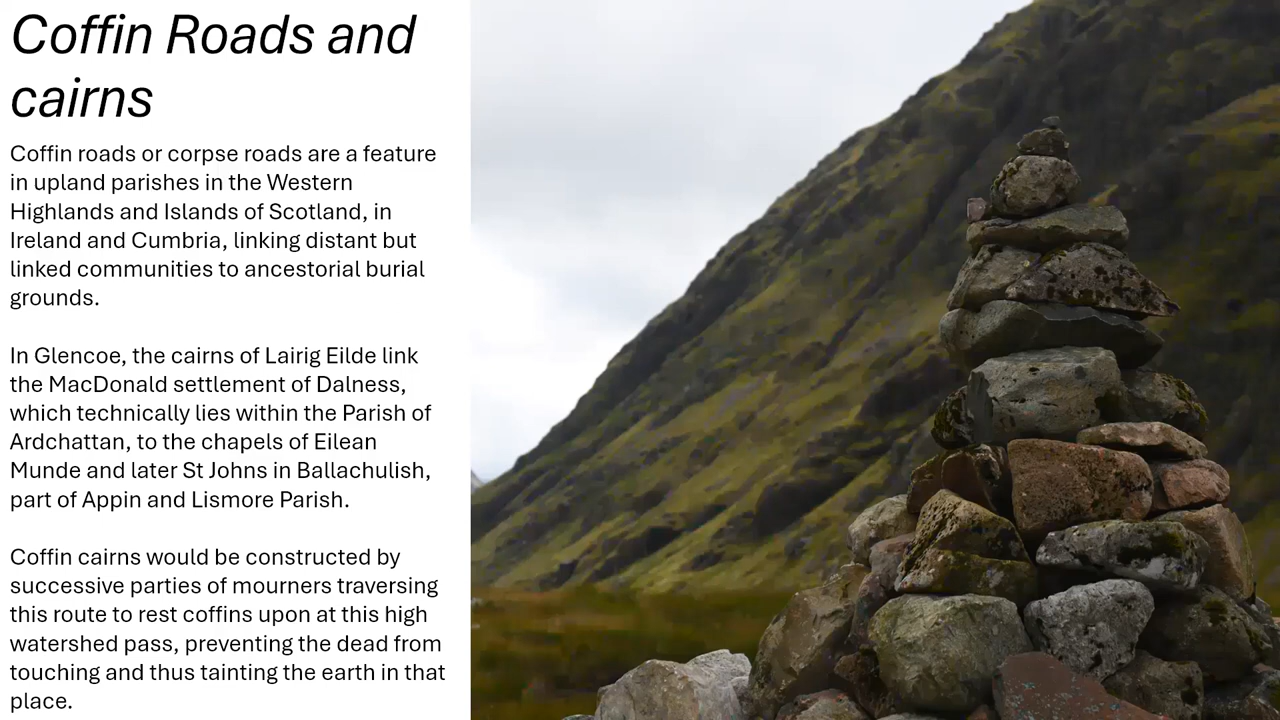 Coffin Roads and
cairns
Coffin roads or corpse roads are a feature
in upland parishes in the Western
Highlands and Islands of Scotland, in
Ireland and Cumbria, linking distant but
linked communities to ancestorial burial
grounds.
In Glencoe, the cairns of Lairig Eilde link
the MacDonald settlement of Dalness,
which technically lies within the Parish of
Ardchattan, to the chapels of Eilean
Munde and later St Johns in Ballachulish,
part of Appin and Lismore Parish.
Coffin cairns would be constructed by
successive parties of mourners traversing
this route to rest coffins upon at this high
watershed pass, preventing the dead from
touching and thus tainting the earth in that
place.